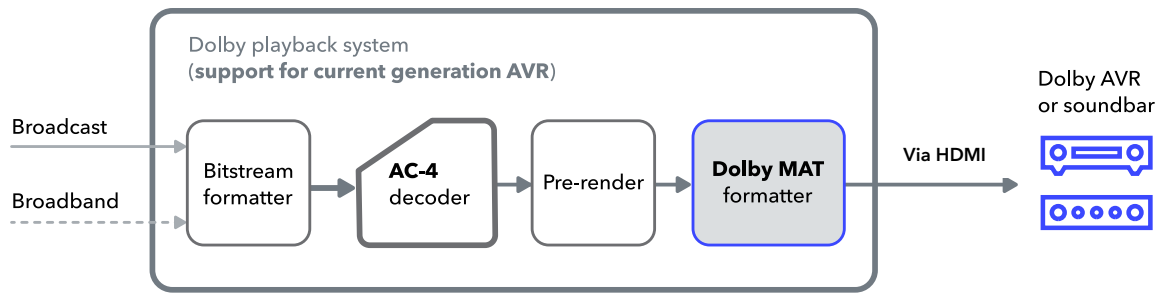 Dolby playback system
(support for current generation AVR)
Broadcast
Broadband
Bitstream
formatter
AC-4
decoder
Pre-render
Dolby MAT
formatter
Via HDMI
Dolby AVR
or soundbar